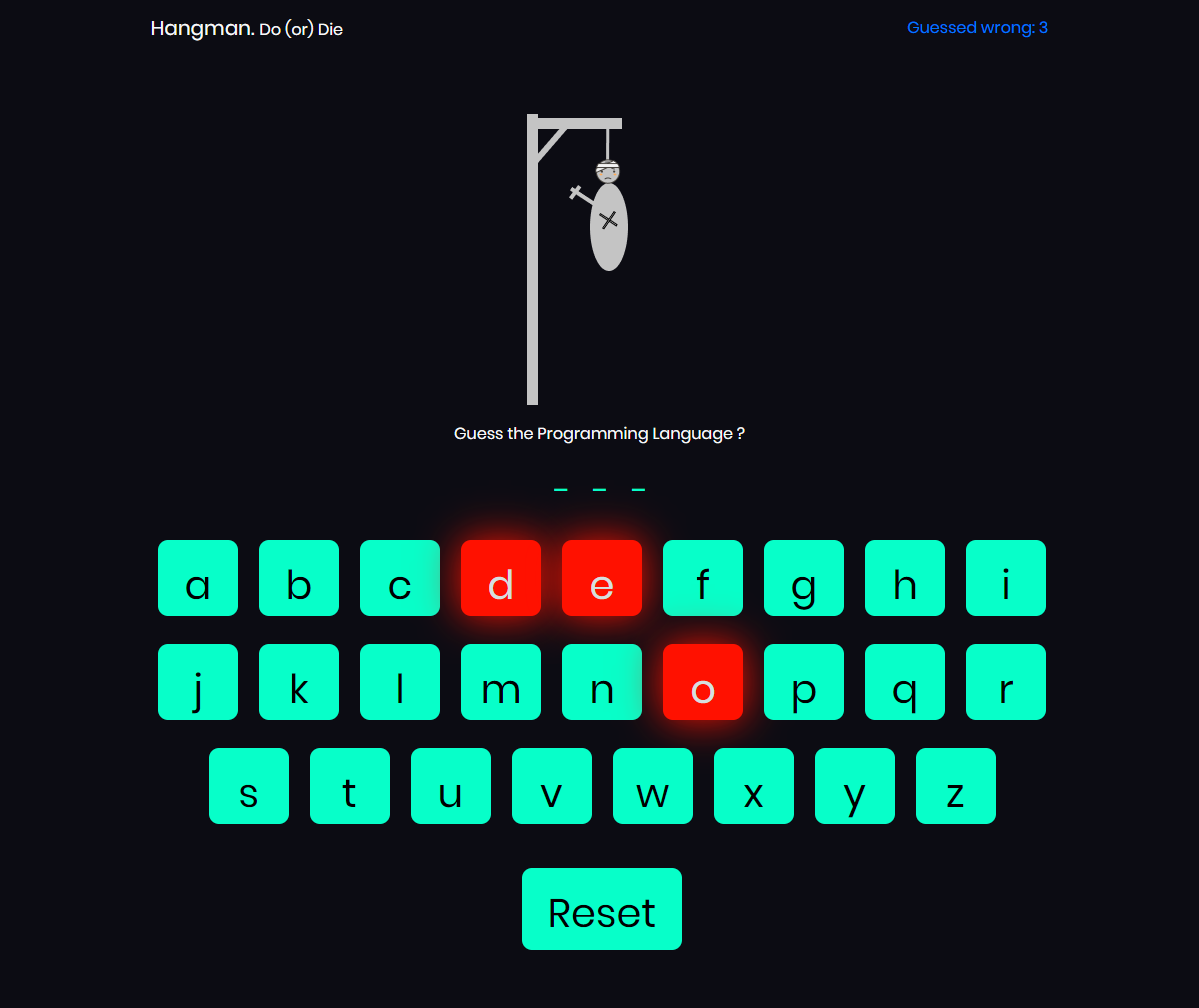 Hangman. Do (or) Die
Guessed wrong: 3
Guess the Programming Language ?
_ _ _
a b c d e f g h i
j k l m n o p q r
s t u v w x y z
Reset